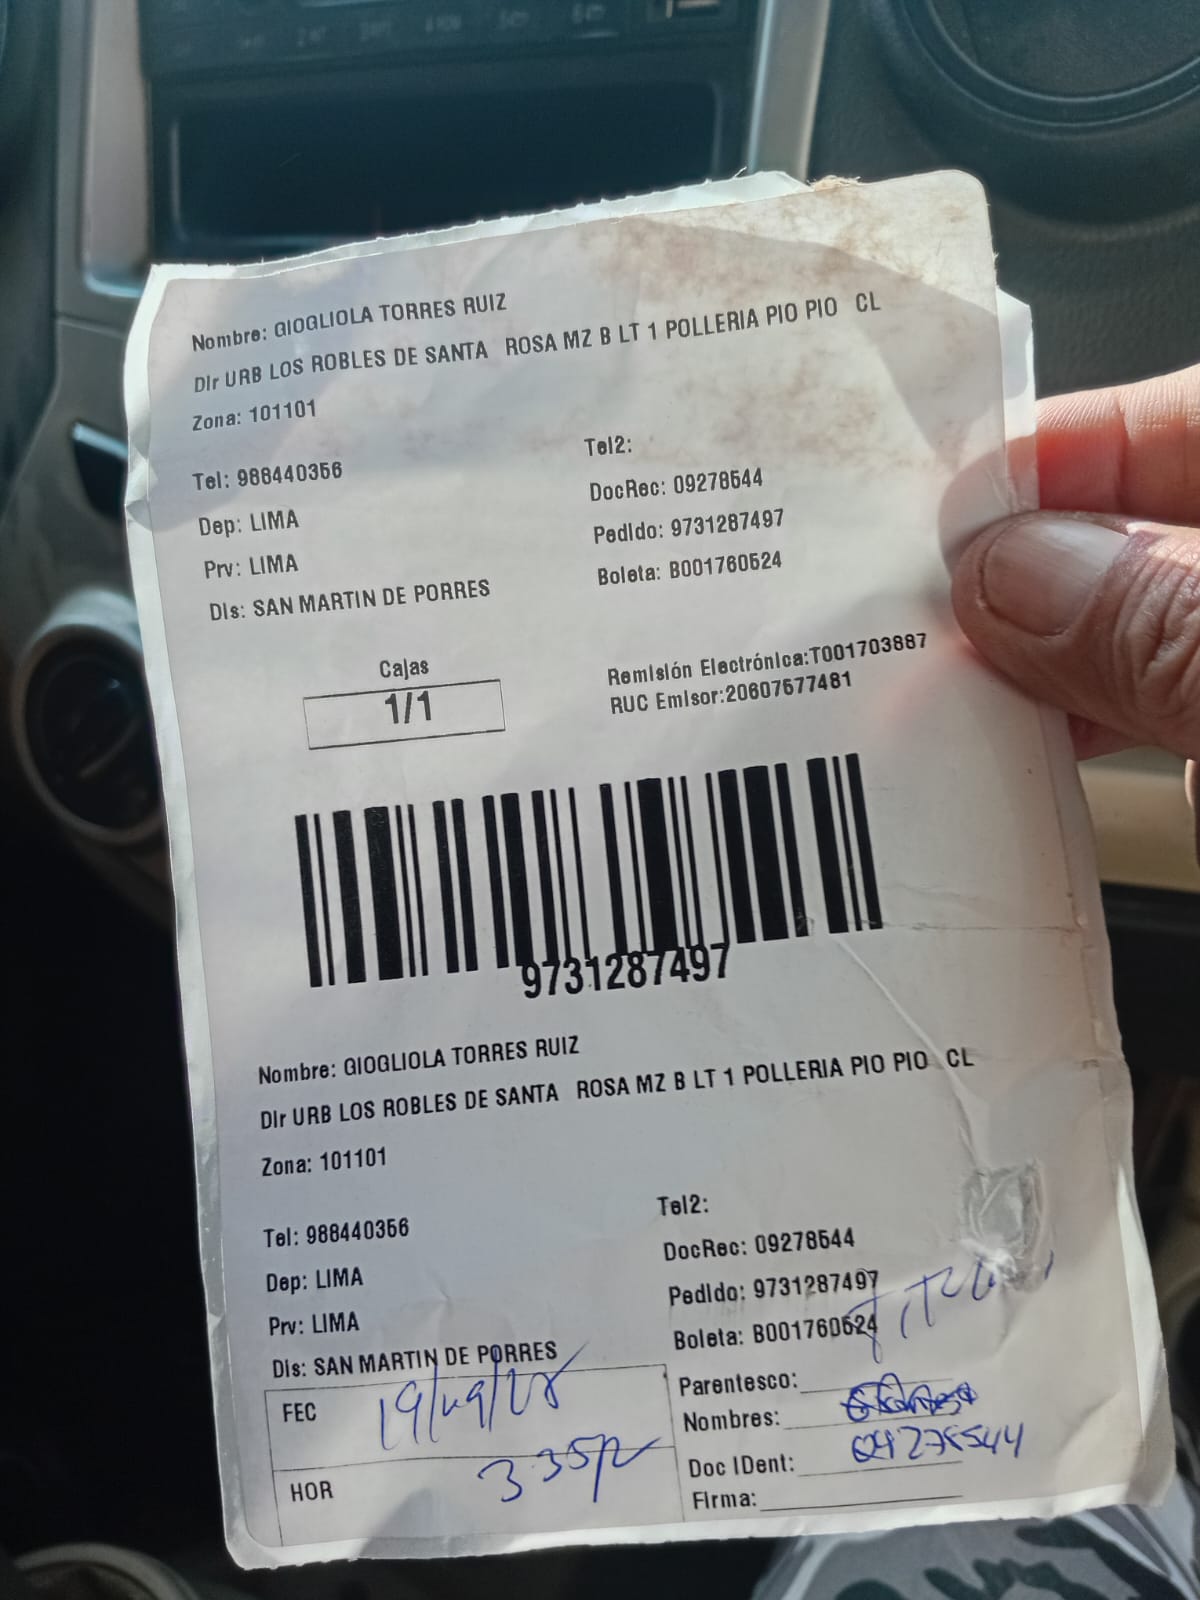 Nombre: GIOGLIOLA TORRES RUIZ
Dir URB LOS ROBLES DE SANTA ROSA MZ B LT 1 POLLERIA PIO PIO CL
Zona: 101101
Tel: 988440356
Tel2:
Dep: LIMA
DocRec: 09278544
Prv: LIMA
Pedido: 9731287497
Dis: SAN MARTIN DE PORRES
Boleta: B001760524
Cajas
1/1
Remisión Electrónica:T001703887
RUC Emisor:20607577481
9731287497
Nombre: GIOGLIOLA TORRES RUIZ
Dir URB LOS ROBLES DE SANTA ROSA MZ B LT 1 POLLERIA PIO PIO CL
Zona: 101101
Tel: 988440356
Tel2:
Dep: LIMA
DocRec: 09278544
Prv: LIMA
Pedido: 9731287497
Dis: SAN MARTIN DE PORRES
Boleta: B001760524
FEC
HOR 3 35p
Parentesco:
Nombres:
Doc IDent: 09278544
Firma: